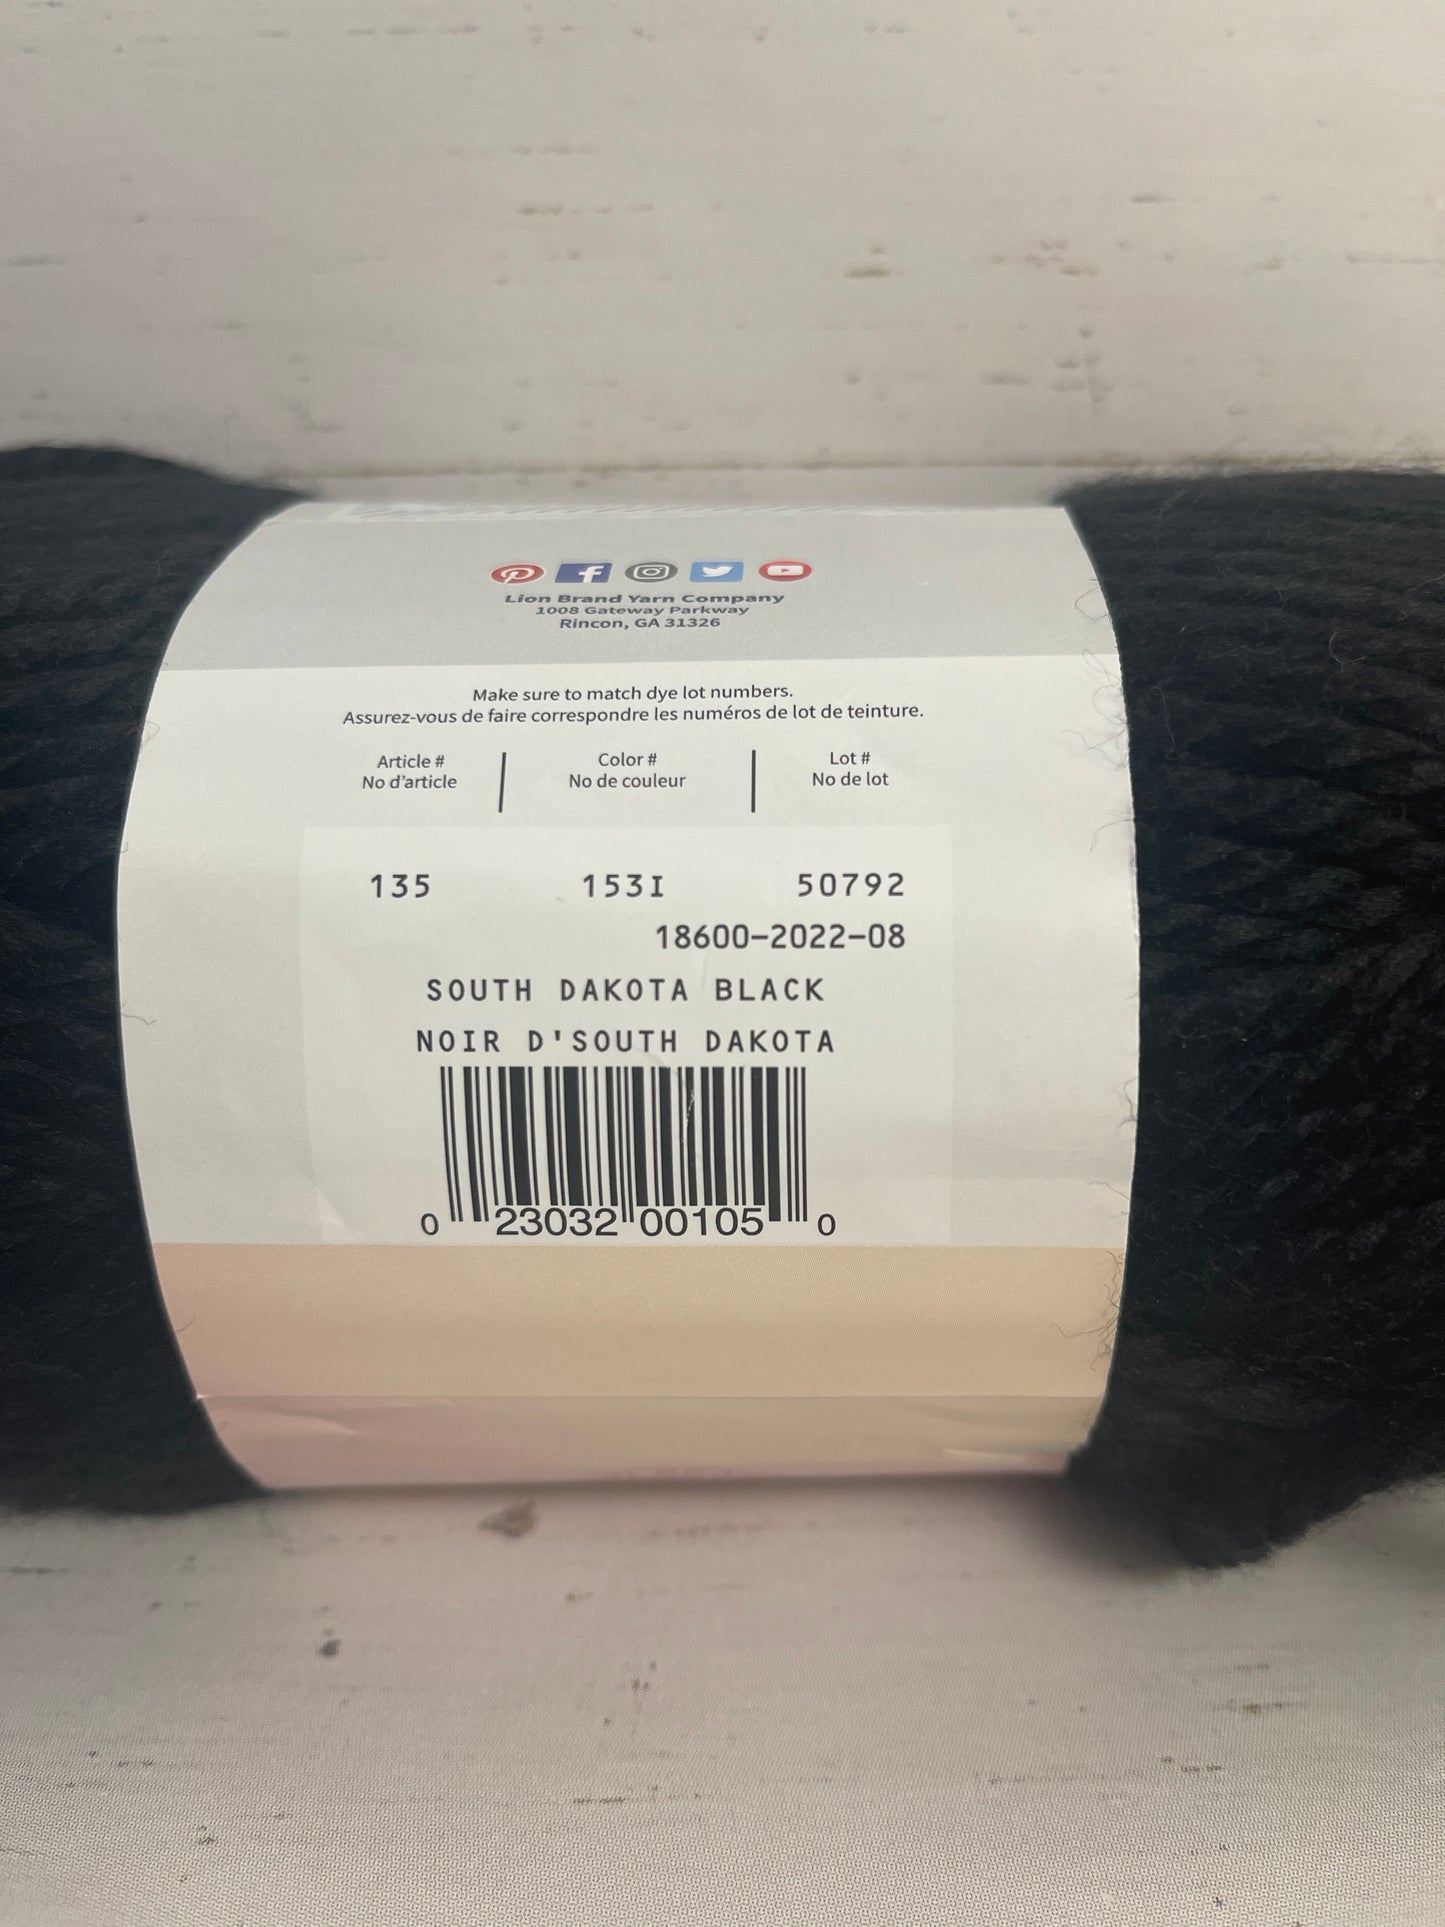 Lion Brand Yarn Company
1008 Gateway Parkway
Rincon, GA 31326
Make sure to match dye lot numbers.
Assurez-vous de faire correspondre les numéros de lot de teinture.
Article #
No d'article
Color #
No de couleur
Lot #
No de lot
135 153I 50792
18600-2022-08
SOUTH DAKOTA BLACK
NOIR D'SOUTH DAKOTA
0 23032 00105 0